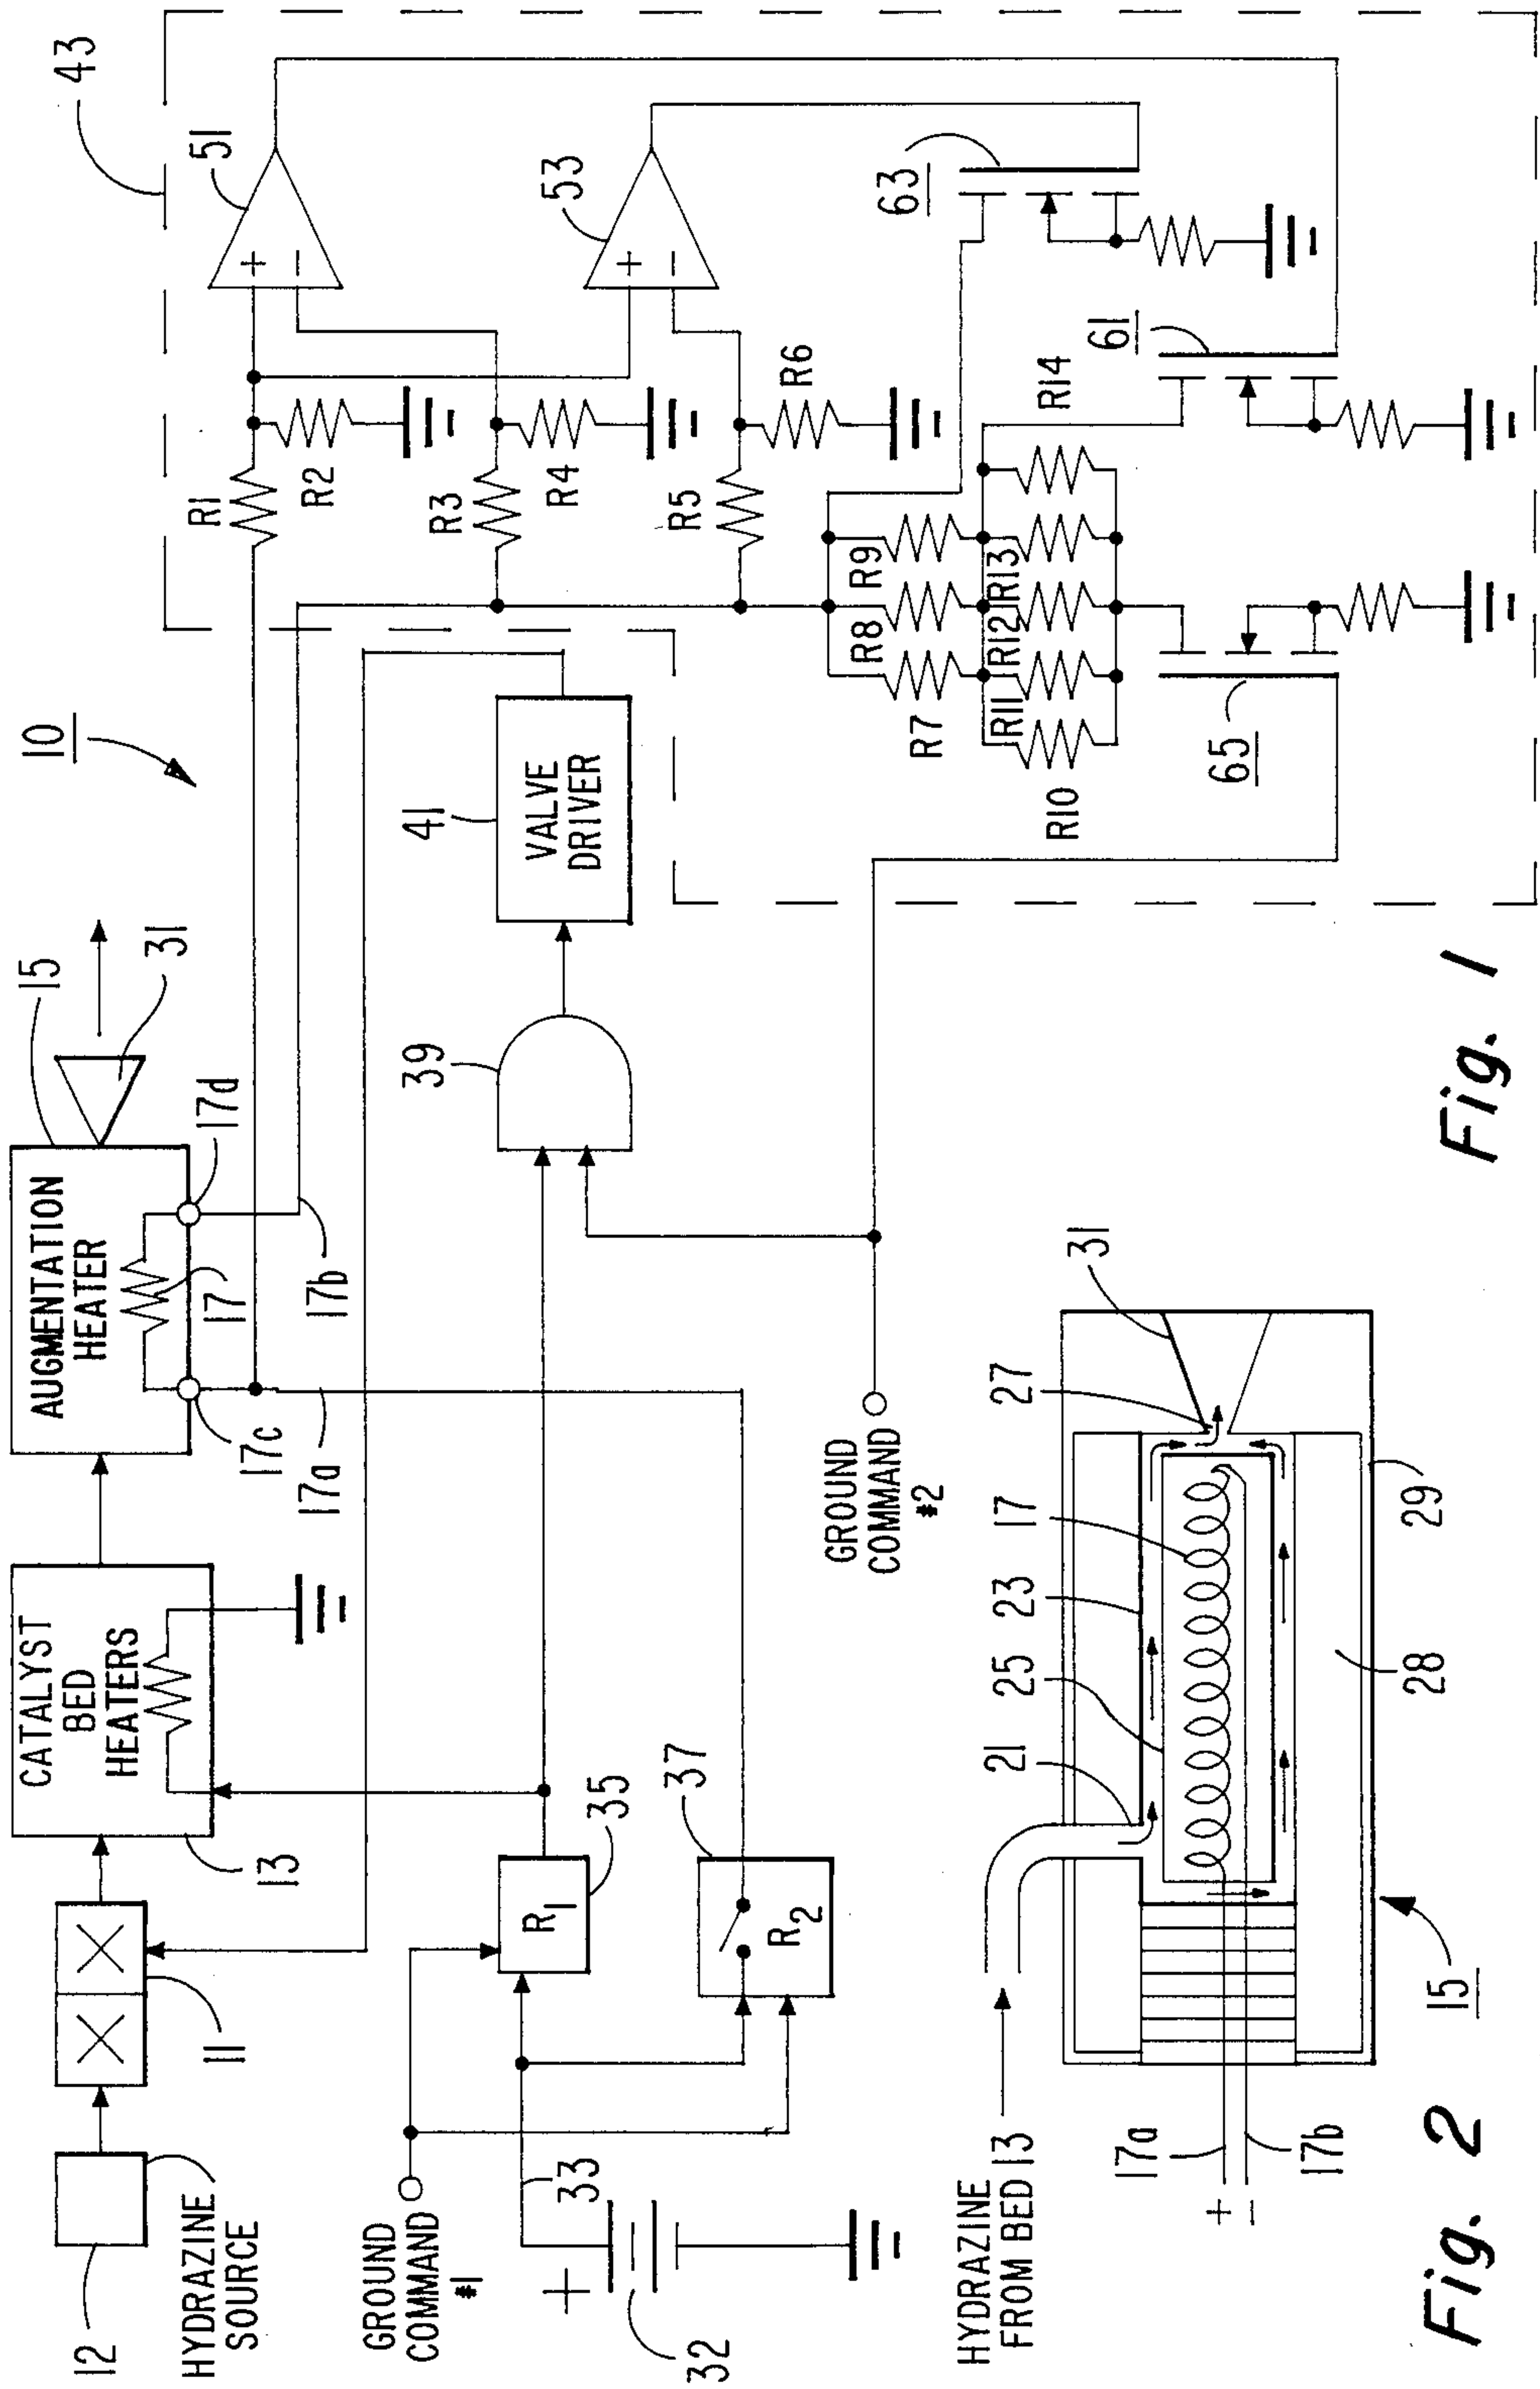 10
HYDRAZINE
SOURCE
12
11
CATALYST
BED
HEATERS
13
AUGMENTATION
HEATER
15
31
17
17c
17d
17a
17b
GROUND
COMMAND
#1
32
33
+
R1
35
R2
37
39
VALVE
DRIVER
41
GROUND
COMMAND
#2
43
R1
R2
R3
R4
R5
R6
+
−
51
+
−
53
R7
R8
R9
R10
R11
R12
R13
R14
61
63
65
Fig. 1
HYDRAZINE
FROM BED 13
21
25
23
17
27
31
17a
17b
+
−
28
29
15
Fig. 2